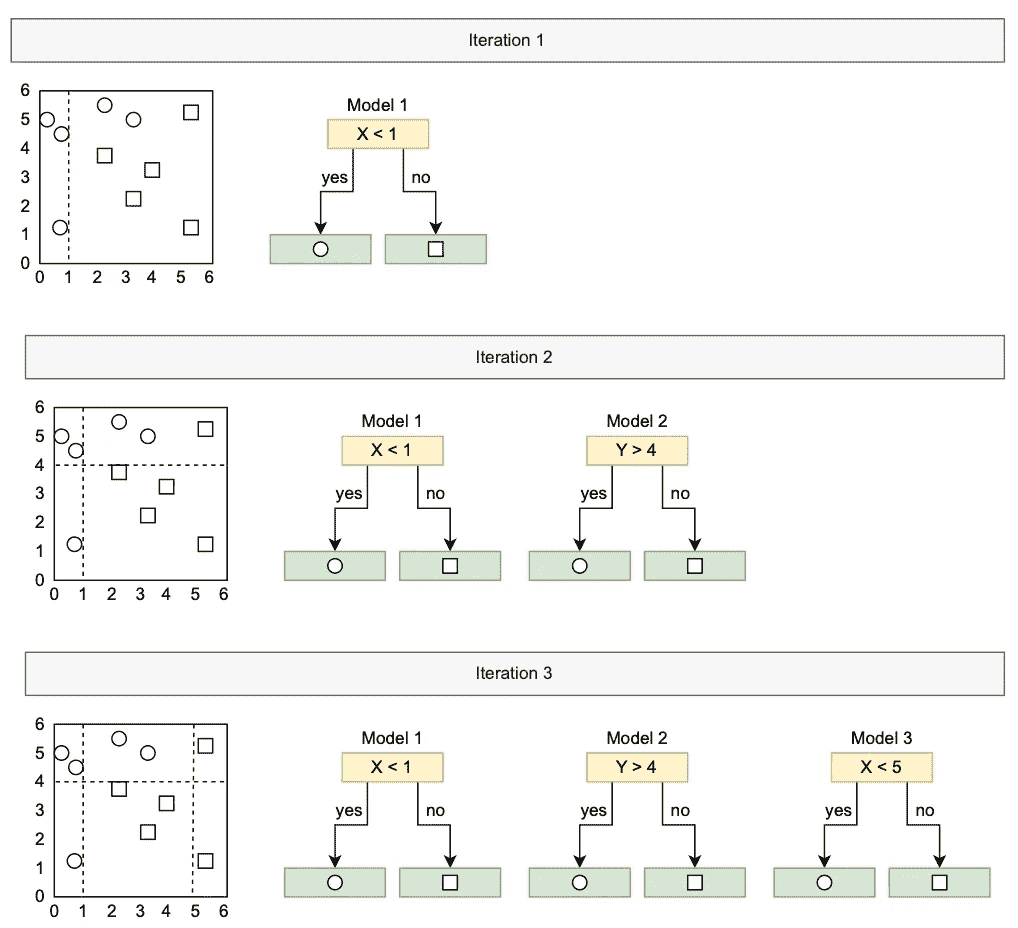 Iteration 1
Model 1
X < 1
yes no
6
5
4
3
2
1
0
0 1 2 3 4 5 6
Iteration 2
Model 1 Model 2
X < 1 Y > 4
yes no yes no
6
5
4
3
2
1
0
0 1 2 3 4 5 6
Iteration 3
Model 1 Model 2 Model 3
X < 1 Y > 4 X < 5
yes no yes no yes no
6
5
4
3
2
1
0
0 1 2 3 4 5 6